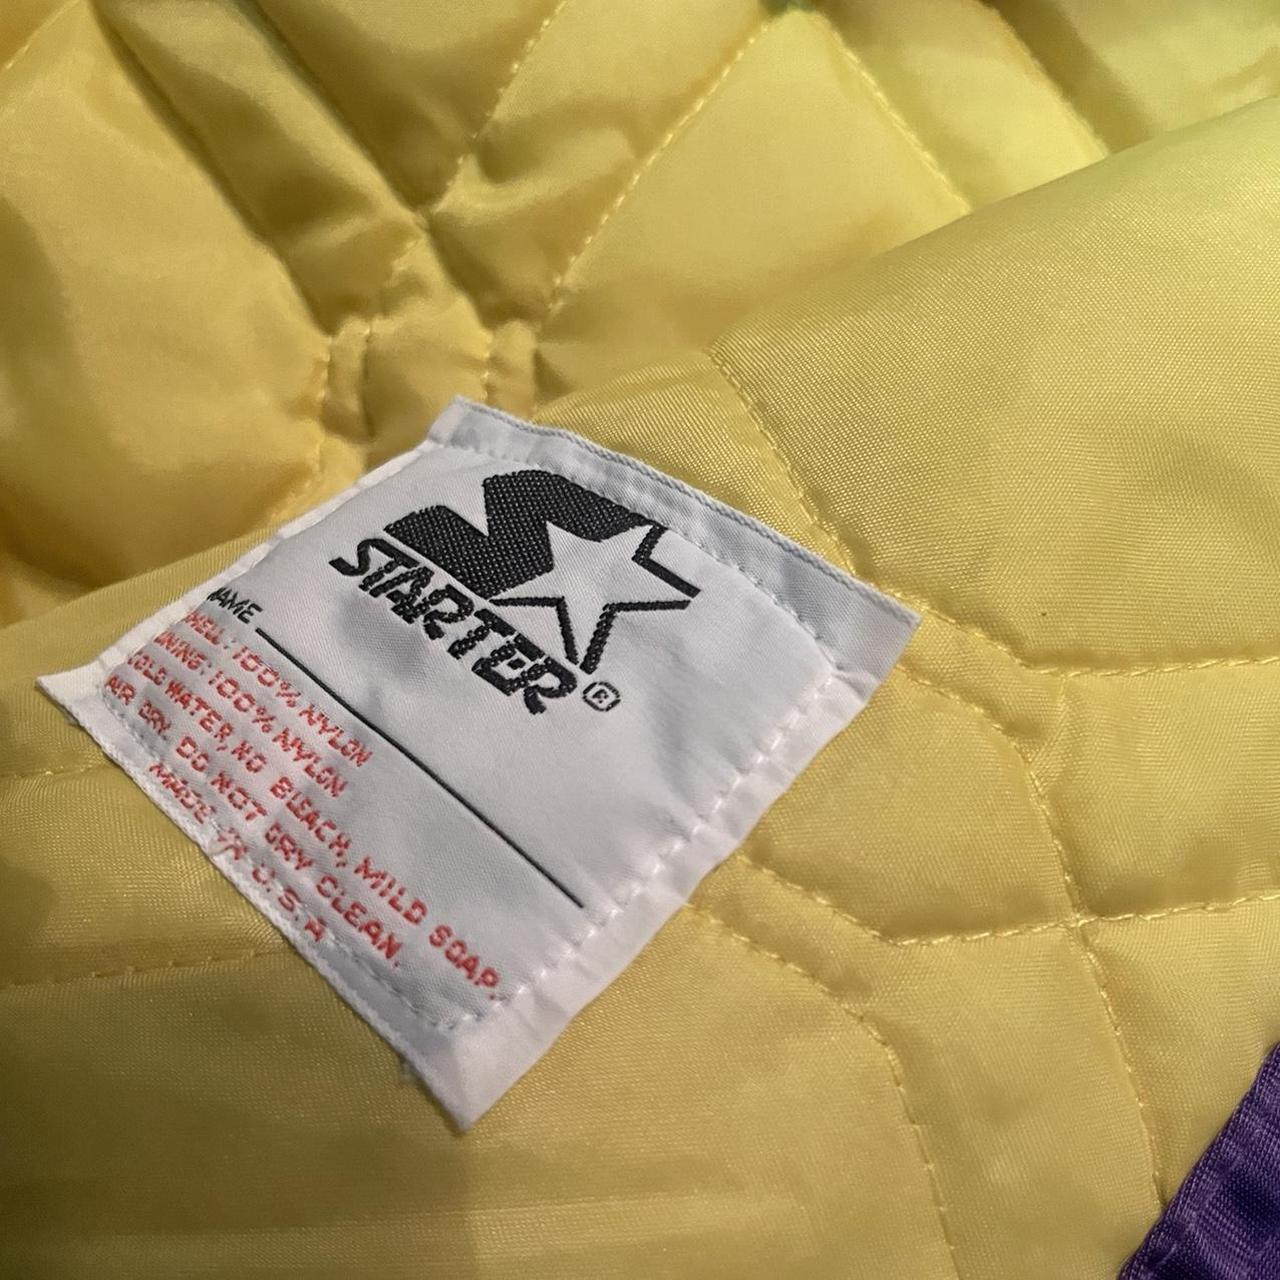 STARTER®
NAME
SHELL: 100% NYLON
LINING: 100% NYLON
COLD WATER, NO BLEACH, MILD SOAP,
AIR DRY. DO NOT DRY CLEAN.
MADE IN U.S.A